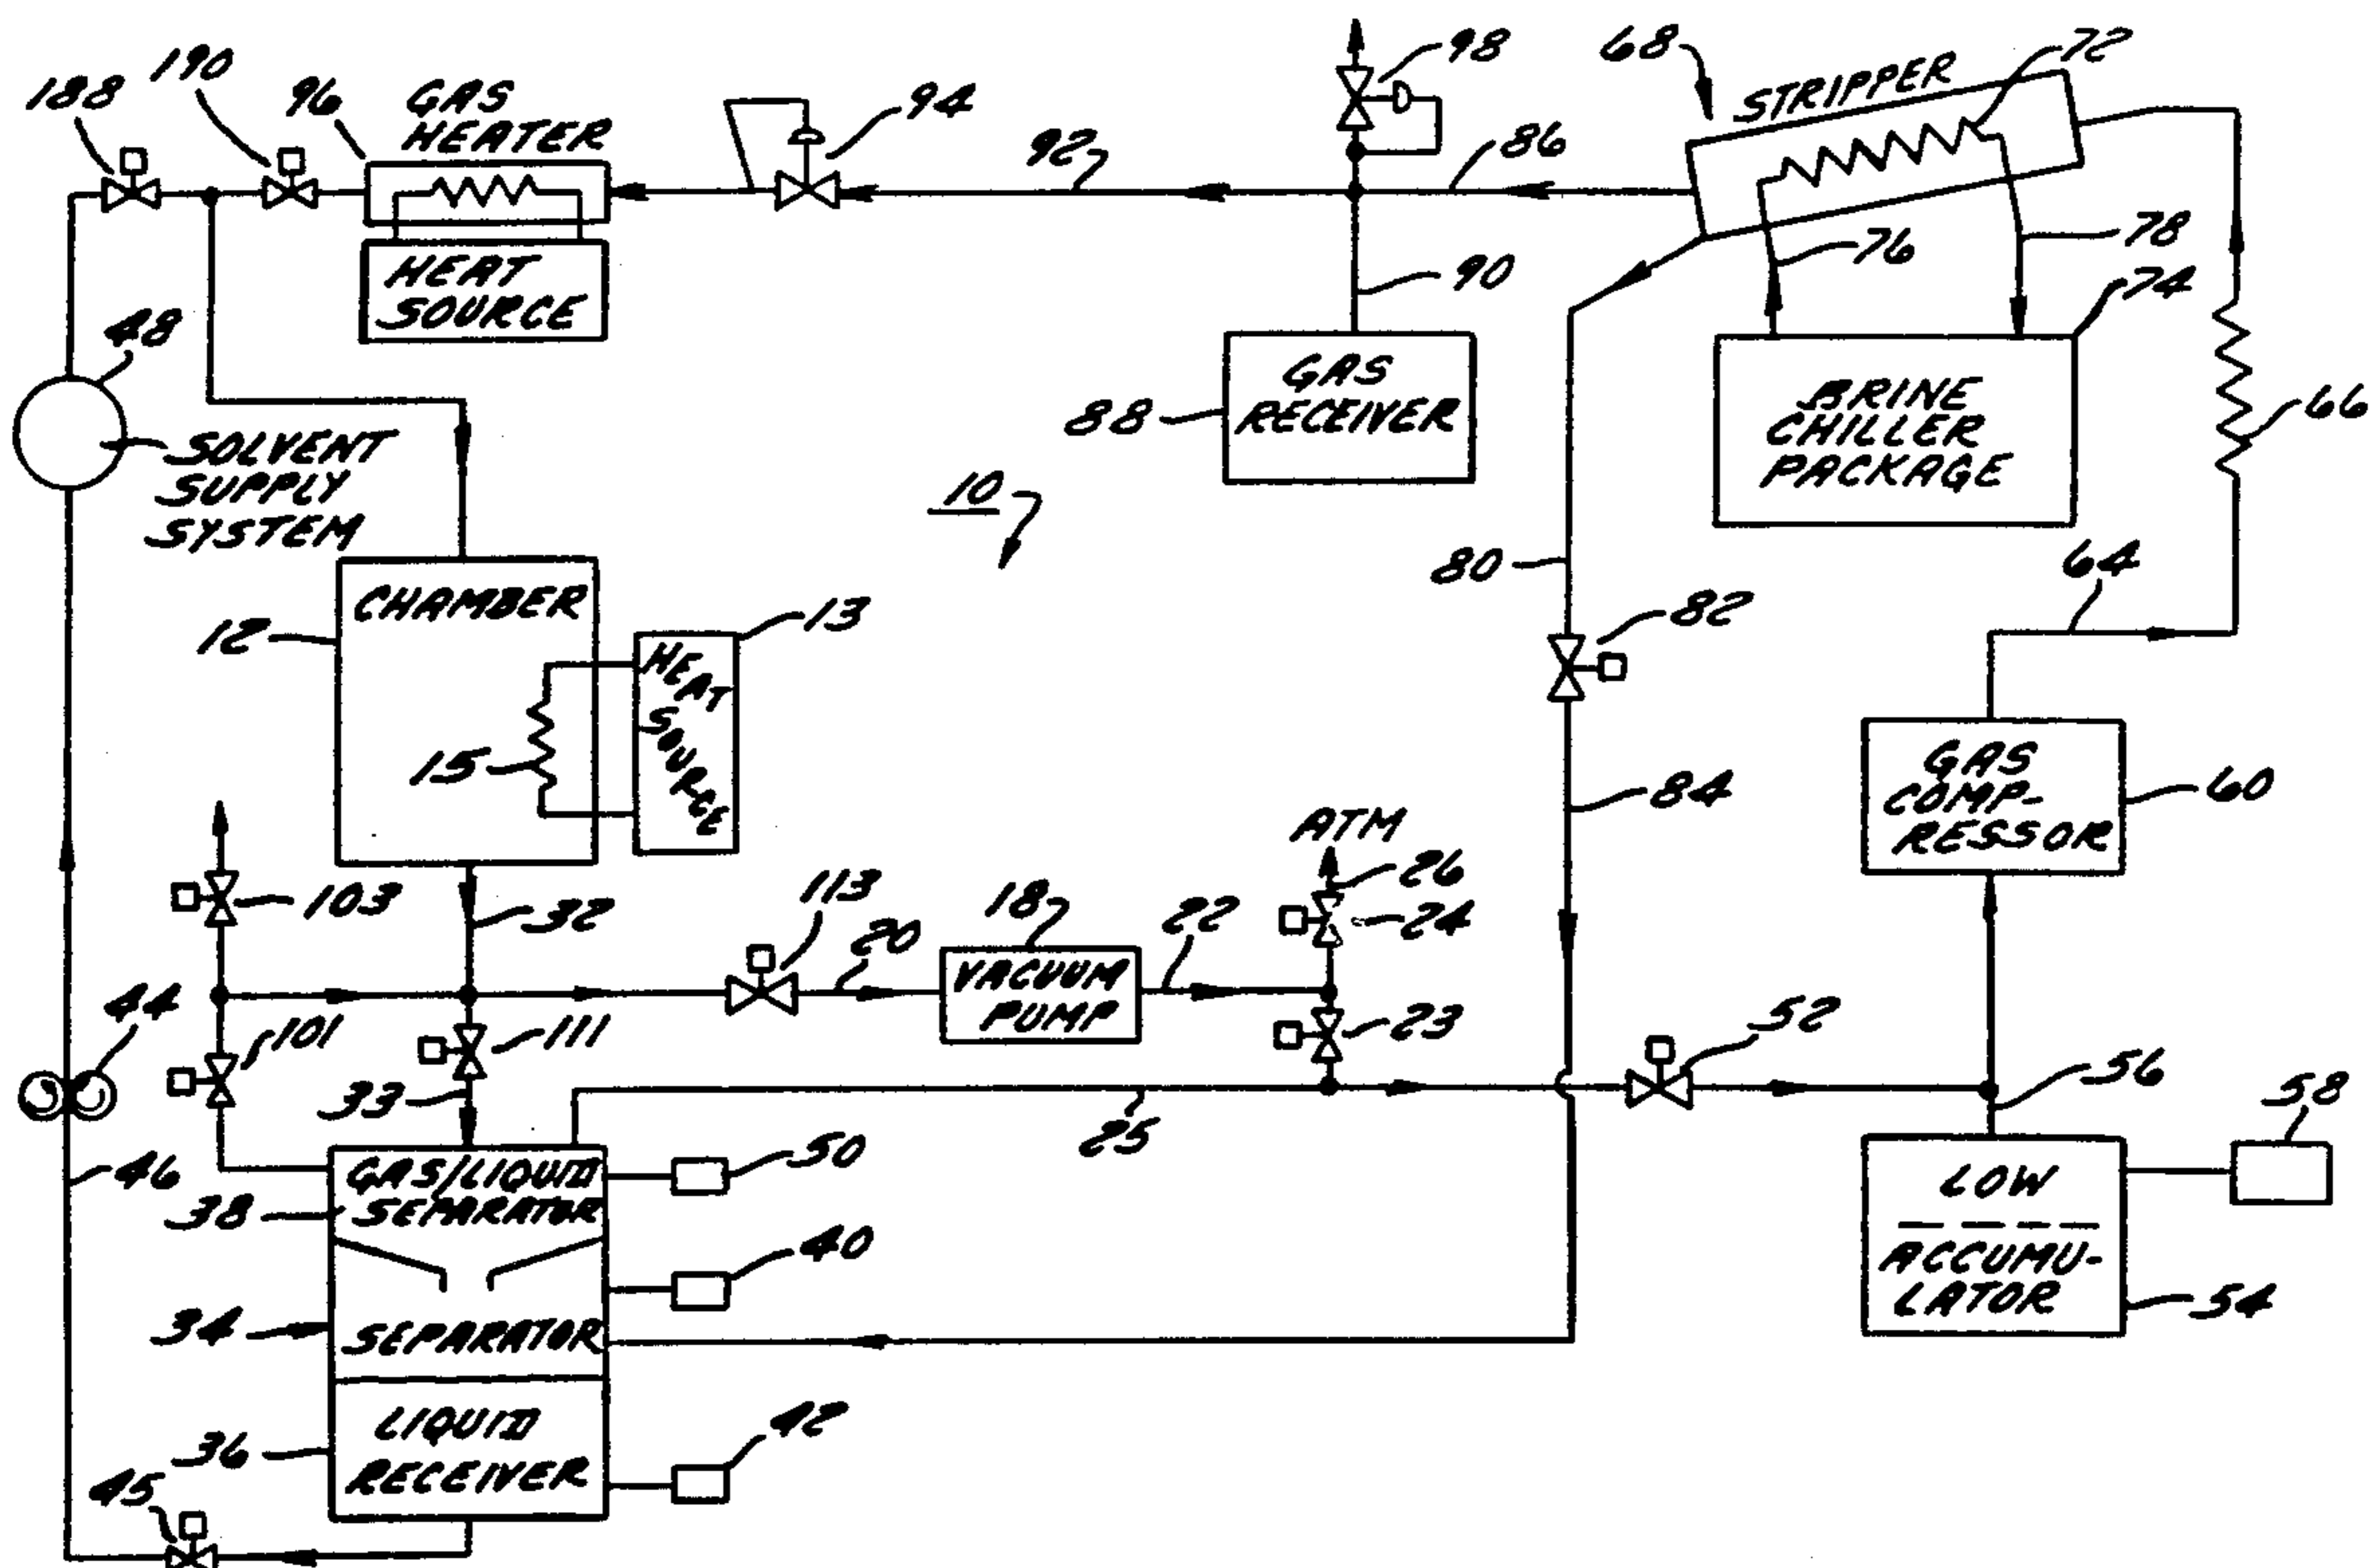 188
190
96
GAS
HEATER
94
92
98
86
68
STRIPPER
72
76
78
74
90
HEAT
SOURCE
48
SOLVENT
SUPPLY
SYSTEM
GAS
RECEIVER
88
BRINE
CHILLER
PACKAGE
66
10
64
80
82
CHAMBER
12
13
HEAT
SOURCE
15
84
GAS
COMP-
RESSOR
60
ATM
26
24
103
32
113
20
18
22
VACUUM
PUMP
23
44
101
111
33
52
56
58
25
46
GAS/LIQUID
SEPARATOR
38
50
40
34
SEPARATOR
LOW
ACCUMU-
LATOR
54
36
LIQUID
RECEIVER
42
45